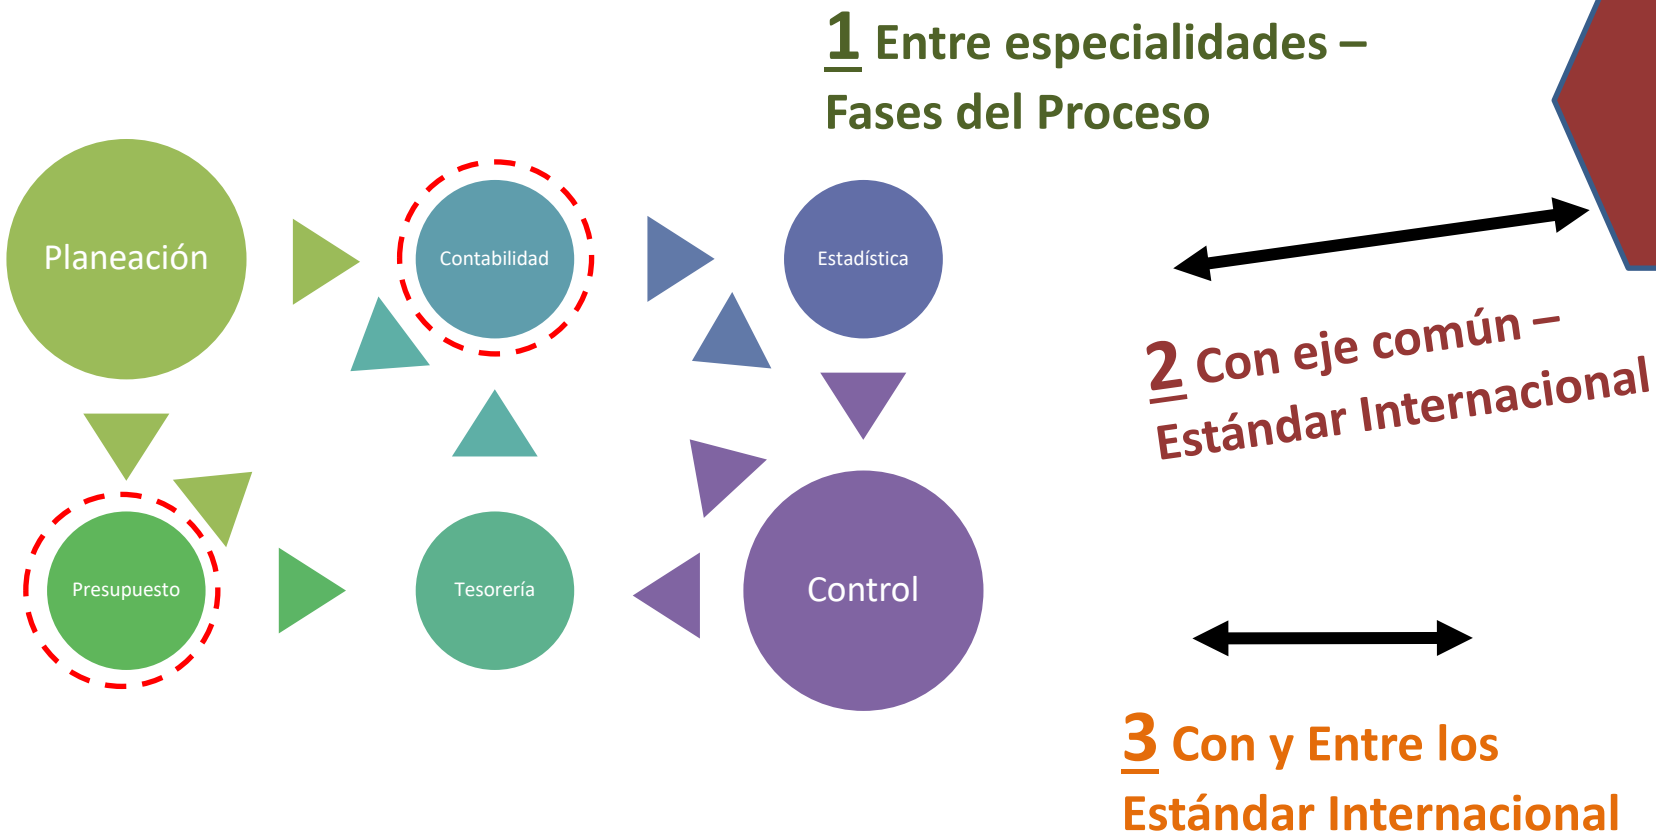 1 Entre especialidades –
Fases del Proceso
Planeación
Contabilidad
Estadística
2 Con eje común –
Estándar Internacional
Presupuesto
Tesorería
Control
3 Con y Entre los
Estándar Internacional